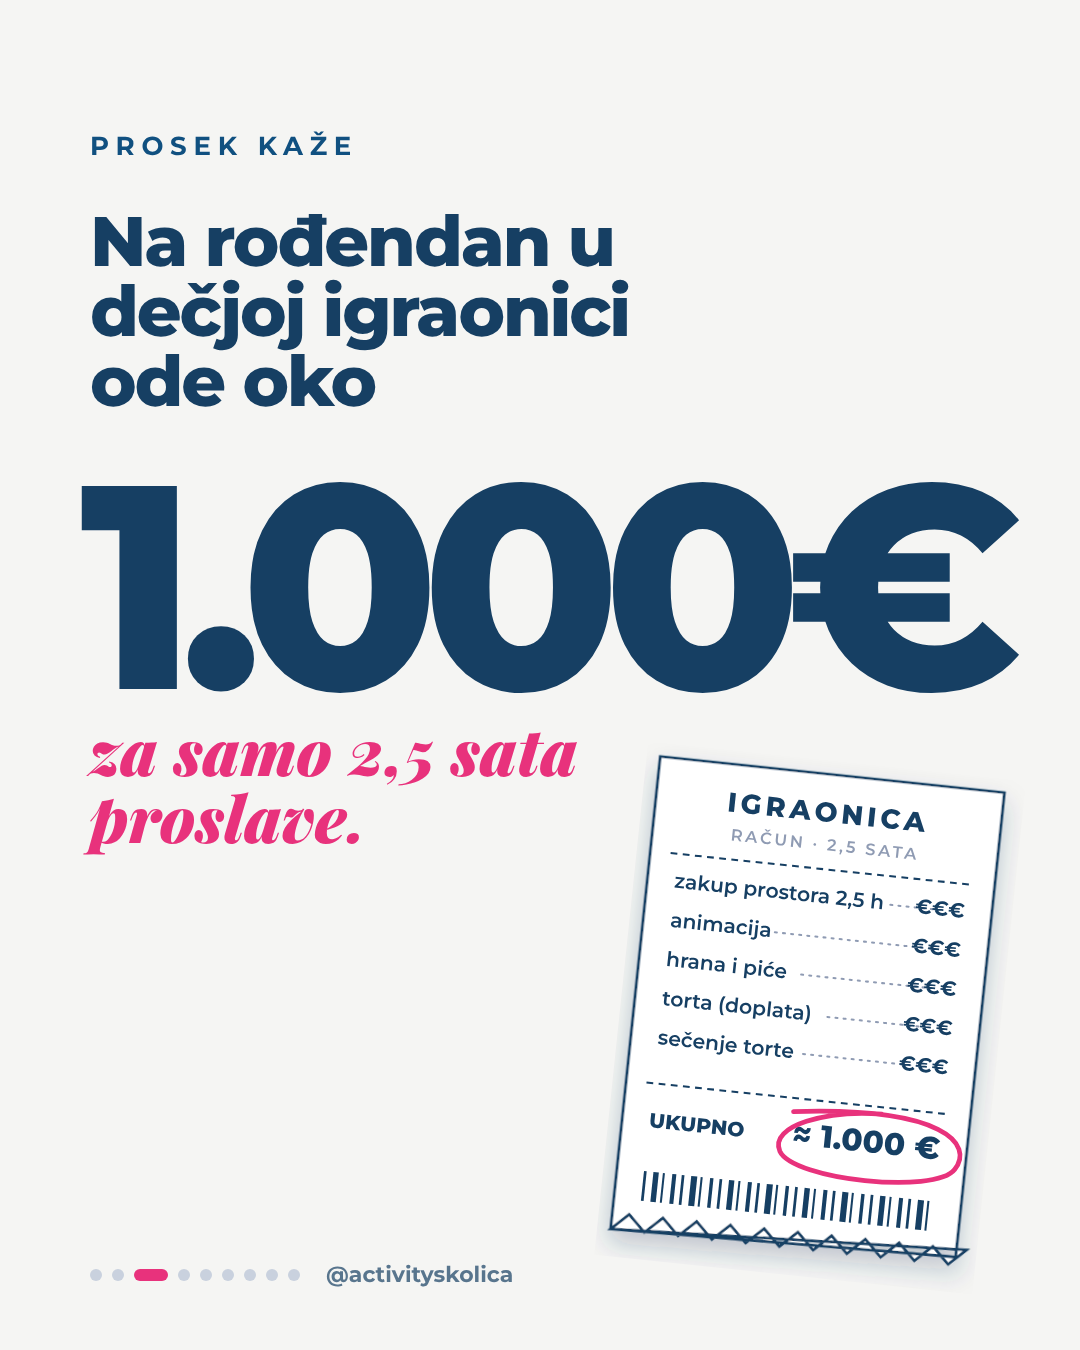 PROSEK KAŽE
Na rođendan u
dečjoj igraonici
ode oko
1.000€
za samo 2,5 sata
proslave.
IGRAONICA
RAČUN · 2,5 SATA
zakup prostora 2,5 h €€€
animacija €€€
hrana i piće €€€
torta (doplata) €€€
sečenje torte €€€
UKUPNO ≈ 1.000 €
@activityskolica